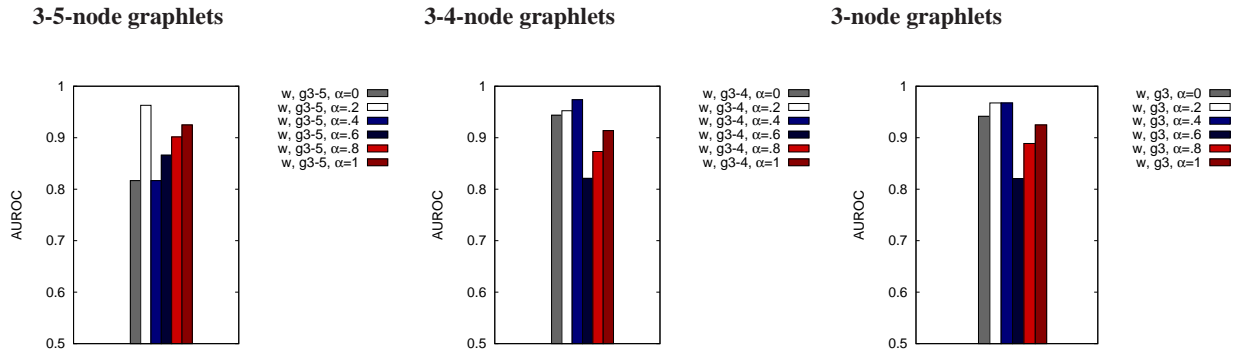 3-5-node graphlets
3-4-node graphlets
3-node graphlets
1
0.9
0.8
0.7
0.6
0.5
AUROC
w, g3-5, α=0
w, g3-5, α=.2
w, g3-5, α=.4
w, g3-5, α=.6
w, g3-5, α=.8
w, g3-5, α=1
1
0.9
0.8
0.7
0.6
0.5
AUROC
w, g3-4, α=0
w, g3-4, α=.2
w, g3-4, α=.4
w, g3-4, α=.6
w, g3-4, α=.8
w, g3-4, α=1
1
0.9
0.8
0.7
0.6
0.5
AUROC
w, g3, α=0
w, g3, α=.2
w, g3, α=.4
w, g3, α=.6
w, g3, α=.8
w, g3, α=1